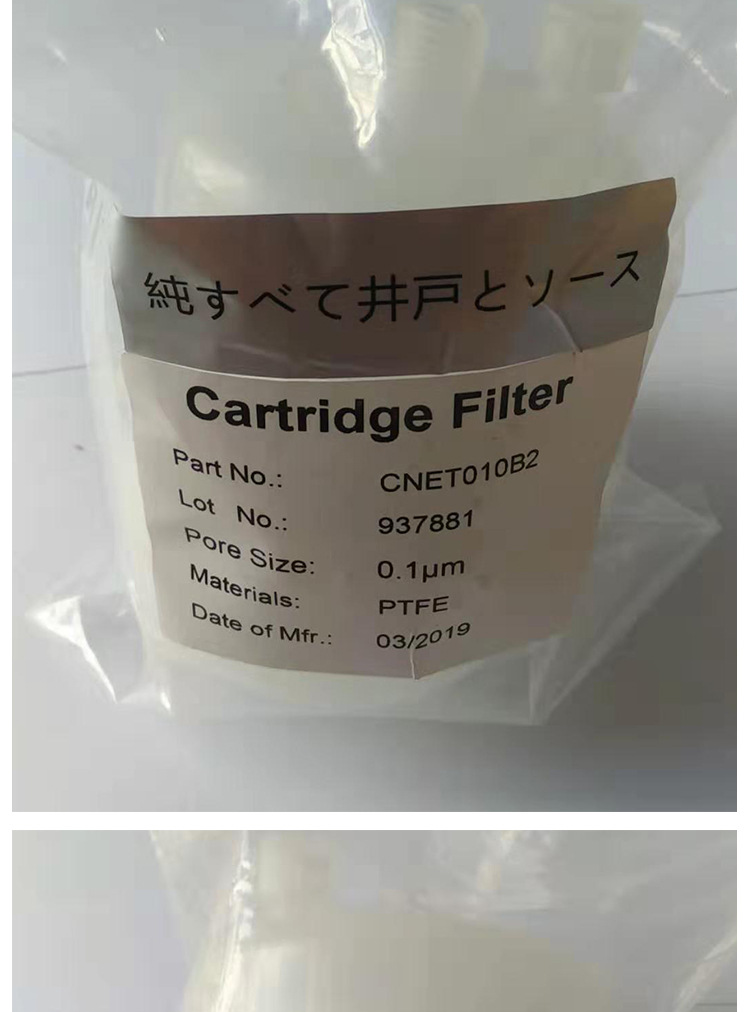 純すべて井戸とソース
Cartridge Filter
Part No.: CNET010B2
Lot No.: 937881
Pore Size: 0.1μm
Materials: PTFE
Date of Mfr.: 03/2019